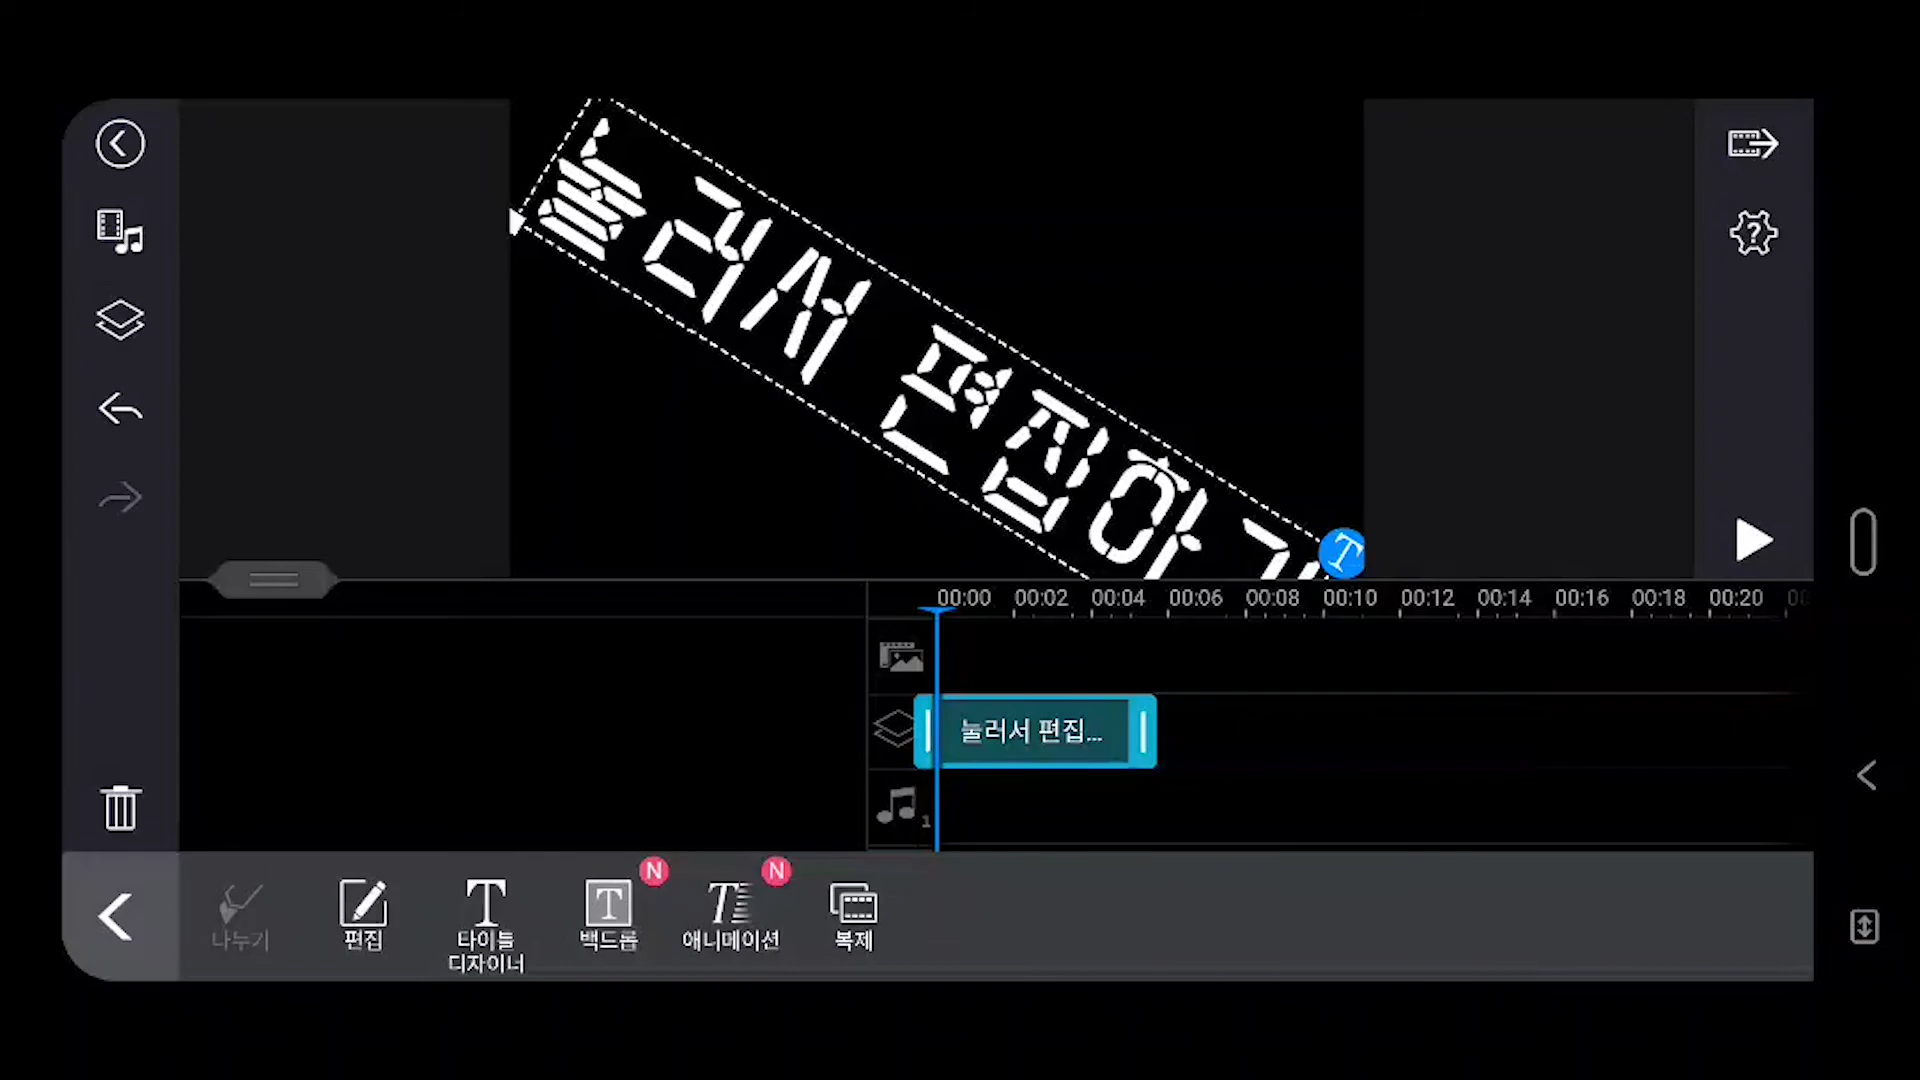 눌러서 편집하기
00:00 00:02 00:04 00:06 00:08 00:10 00:12 00:14 00:16 00:18 00:20
눌러서 편집...
1
N N
나누기 편집 타이틀 디자이너 백드롭 애니메이션 복제